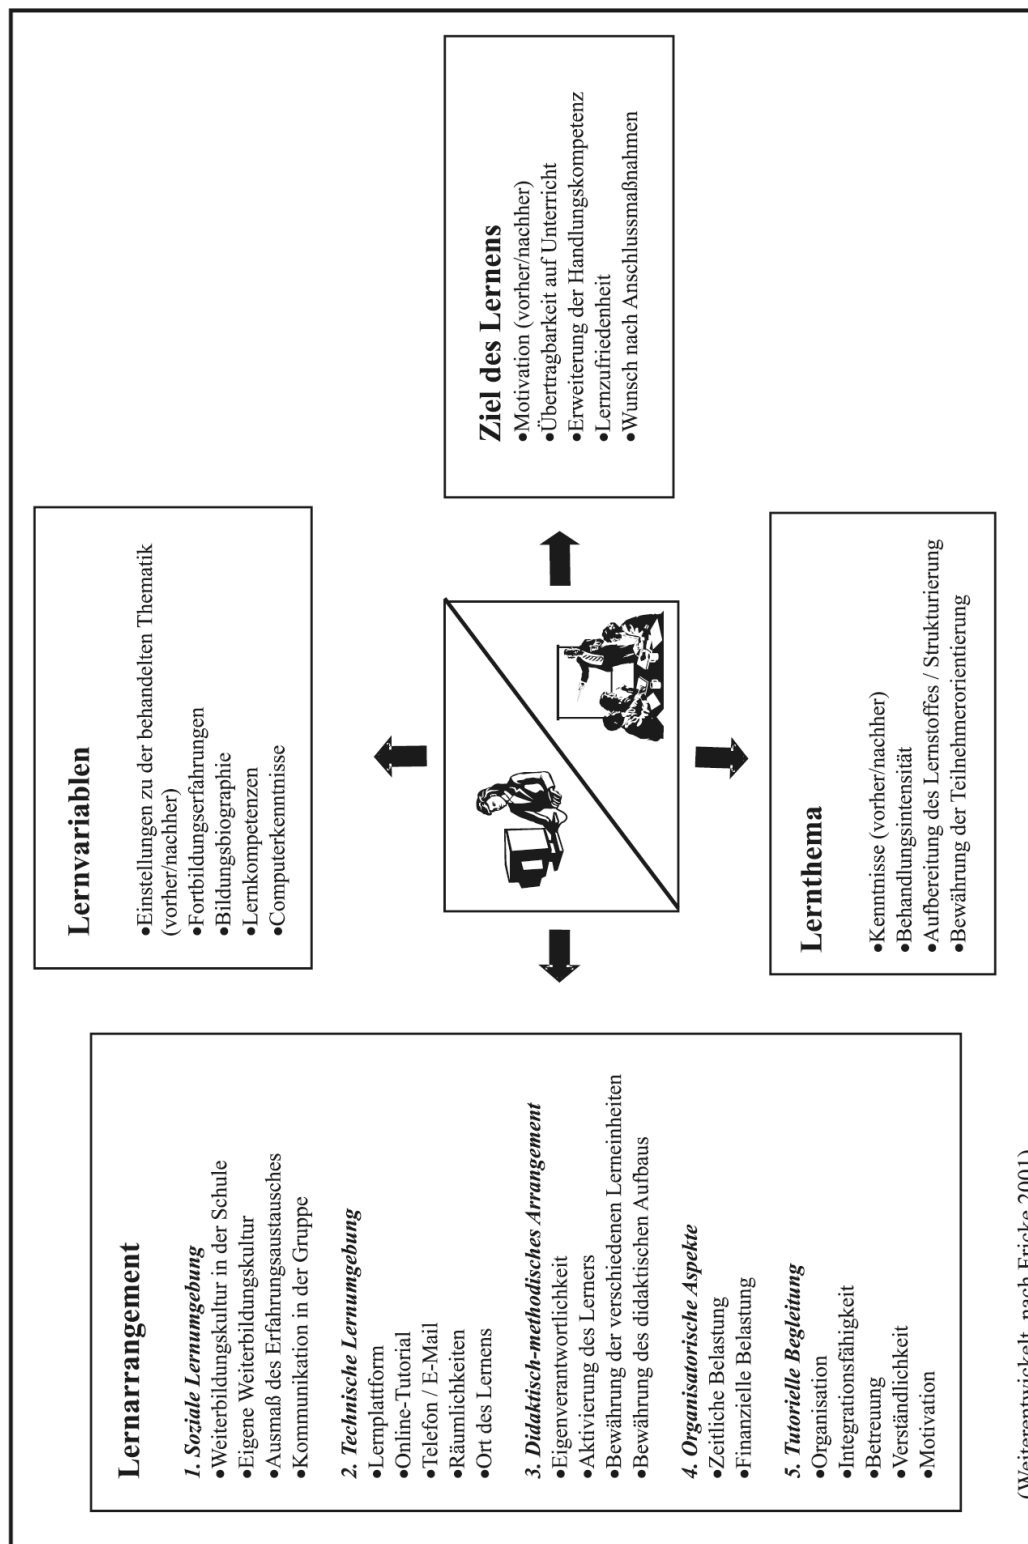 Lernarrangement
1. Soziale Lernumgebung
•Weiterbildungskultur in der Schule
•Eigene Weiterbildungskultur
•Ausmaß des Erfahrungsaustausches
•Kommunikation in der Gruppe
2. Technische Lernumgebung
•Lernplattform
•Online-Tutorial
•Telefon / E-Mail
•Räumlichkeiten
•Ort des Lernens
3. Didaktisch-methodisches Arrangement
•Eigenverantwortlichkeit
•Aktivierung des Lerners
•Bewährung der verschiedenen Lerneinheiten
•Bewährung des didaktischen Aufbaus
4. Organisatorische Aspekte
•Zeitliche Belastung
•Finanzielle Belastung
5. Tutorielle Begleitung
•Organisation
•Integrationsfähigkeit
•Betreuung
•Verständlichkeit
•Motivation
Lernvariablen
•Einstellungen zu der behandelten Thematik
(vorher/nachher)
•Fortbildungserfahrungen
•Bildungsbiographie
•Lernkompetenzen
•Computerkenntnisse
Lernthema
•Kenntnisse (vorher/nachher)
•Behandlungsintensität
•Aufbereitung des Lernstoffes / Strukturierung
•Bewährung der Teilnehmerorientierung
Ziel des Lernens
•Motivation (vorher/nachher)
•Übertragbarkeit auf Unterricht
•Erweiterung der Handlungskompetenz
•Lernzufriedenheit
•Wunsch nach Anschlussmaßnahmen
(Weiterentwickelt, nach Fricke 2001)